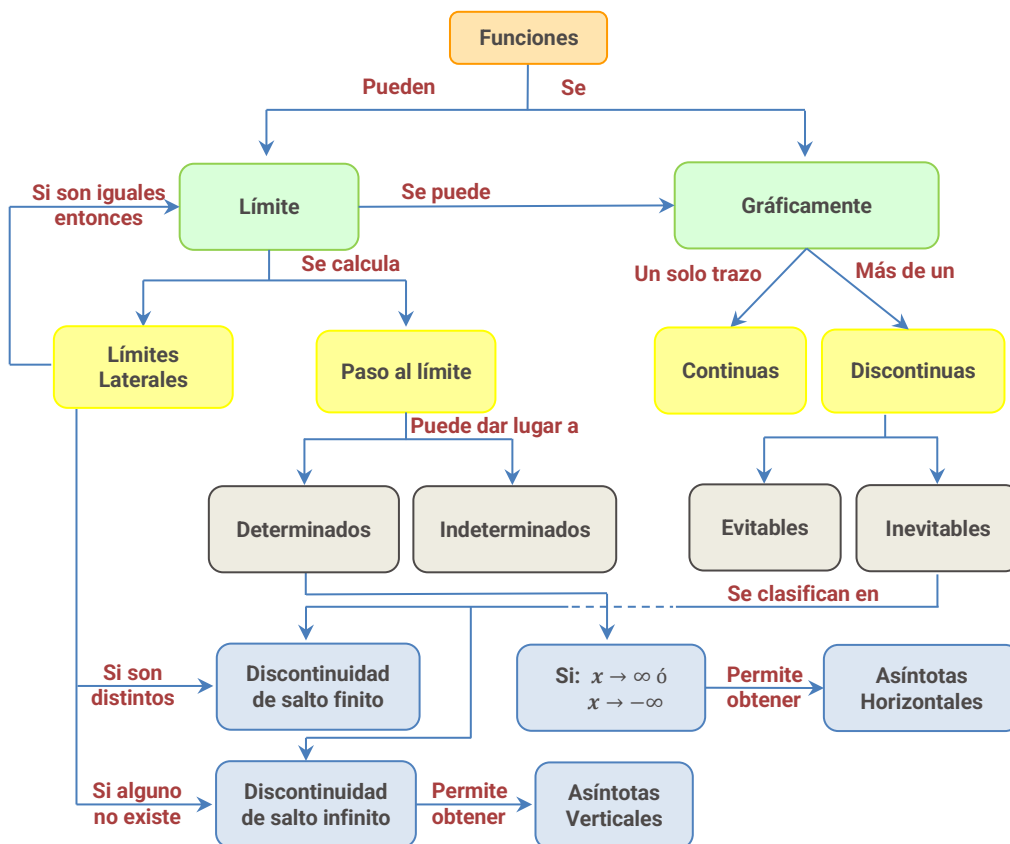 Funciones
Pueden
Se
Si son iguales
entonces
Límite
Se puede
Gráficamente
Se calcula
Un solo trazo
Más de un
Límites
Laterales
Paso al límite
Continuas
Discontinuas
Puede dar lugar a
Determinados
Indeterminados
Evitables
Inevitables
Se clasifican en
Si son
distintos
Discontinuidad
de salto finito
Si: x → ∞ ó
x → −∞
Permite
obtener
Asíntotas
Horizontales
Si alguno
no existe
Discontinuidad
de salto infinito
Permite
obtener
Asíntotas
Verticales